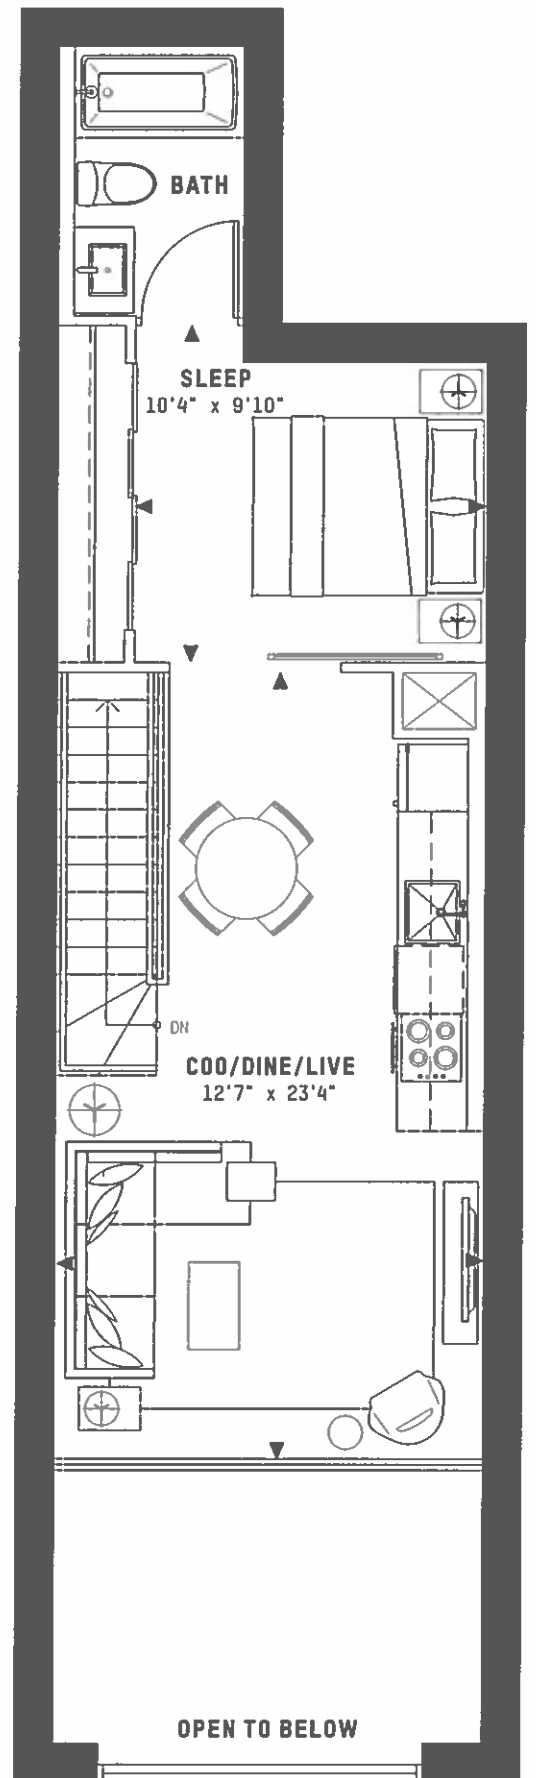 BATH
SLEEP
10'4" x 9'10"
DN
COO/DINE/LIVE
12'7" x 23'4"
OPEN TO BELOW